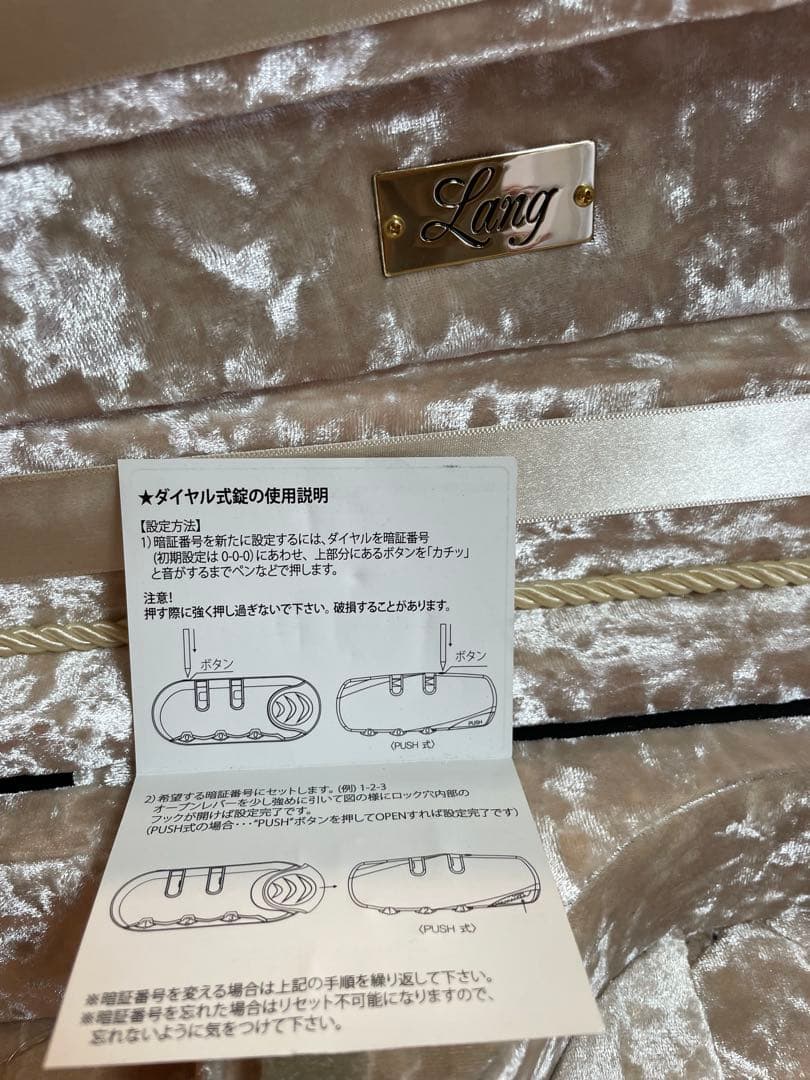 Lang
★ダイヤル式錠の使用説明
【設定方法】
1) 暗証番号を新たに設定するには、ダイヤルを暗証番号
(初期設定は 0-0-0) にあわせ、上部分にあるボタンを「カチッ」
と音がするまでペンなどで押します。
注意!
押す際に強く押し過ぎないで下さい。破損することがあります。
ボタン
ボタン
PUSH
〈PUSH 式〉
2) 希望する暗証番号にセットします。(例) 1-2-3
オープンレバーを少し強めに引いて図の様にロック穴内部の
フックが開けば設定完了です。
(PUSH式の場合・・・"PUSH"ボタンを押してOPENすれば設定完了です)
〈PUSH 式〉
※暗証番号を変える場合は上記の手順を繰り返して下さい。
※暗証番号を忘れた場合はリセット不可能になりますので、
忘れないように気をつけて下さい。